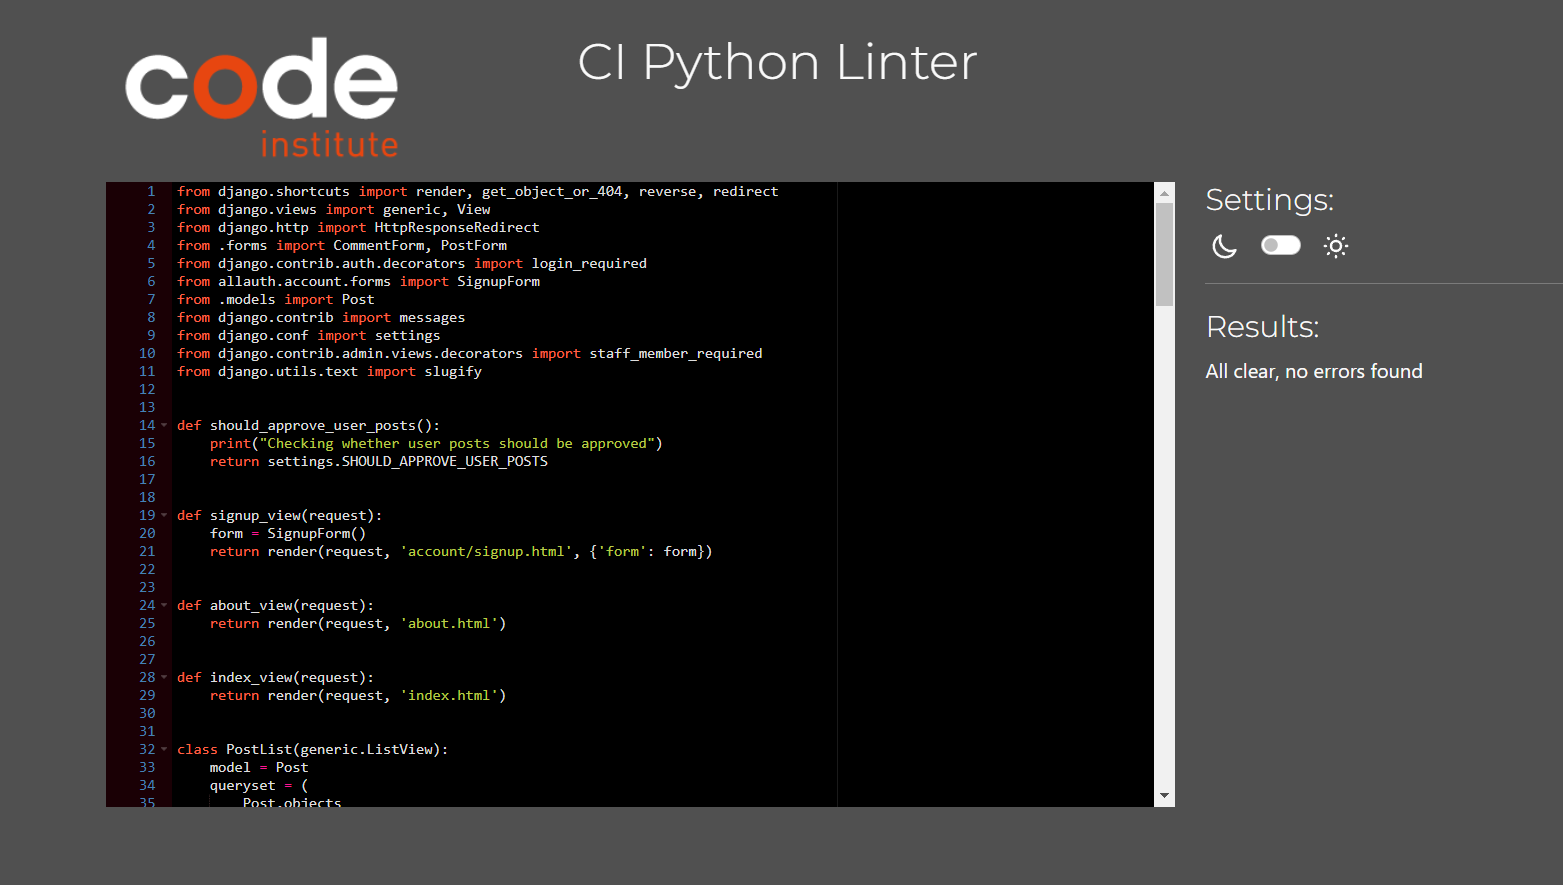 code
institute
CI Python Linter
1 from django.shortcuts import render, get_object_or_404, reverse, redirect
2 from django.views import generic, View
3 from django.http import HttpResponseRedirect
4 from .forms import CommentForm, PostForm
5 from django.contrib.auth.decorators import login_required
6 from allauth.account.forms import SignupForm
7 from .models import Post
8 from django.contrib import messages
9 from django.conf import settings
10 from django.contrib.admin.views.decorators import staff_member_required
11 from django.utils.text import slugify
12
13
14 def should_approve_user_posts():
15     print("Checking whether user posts should be approved")
16     return settings.SHOULD_APPROVE_USER_POSTS
17
18
19 def signup_view(request):
20     form = SignupForm()
21     return render(request, 'account/signup.html', {'form': form})
22
23
24 def about_view(request):
25     return render(request, 'about.html')
26
27
28 def index_view(request):
29     return render(request, 'index.html')
30
31
32 class PostList(generic.ListView):
33     model = Post
34     queryset = (
35         Post.objects
Settings:
Results:
All clear, no errors found